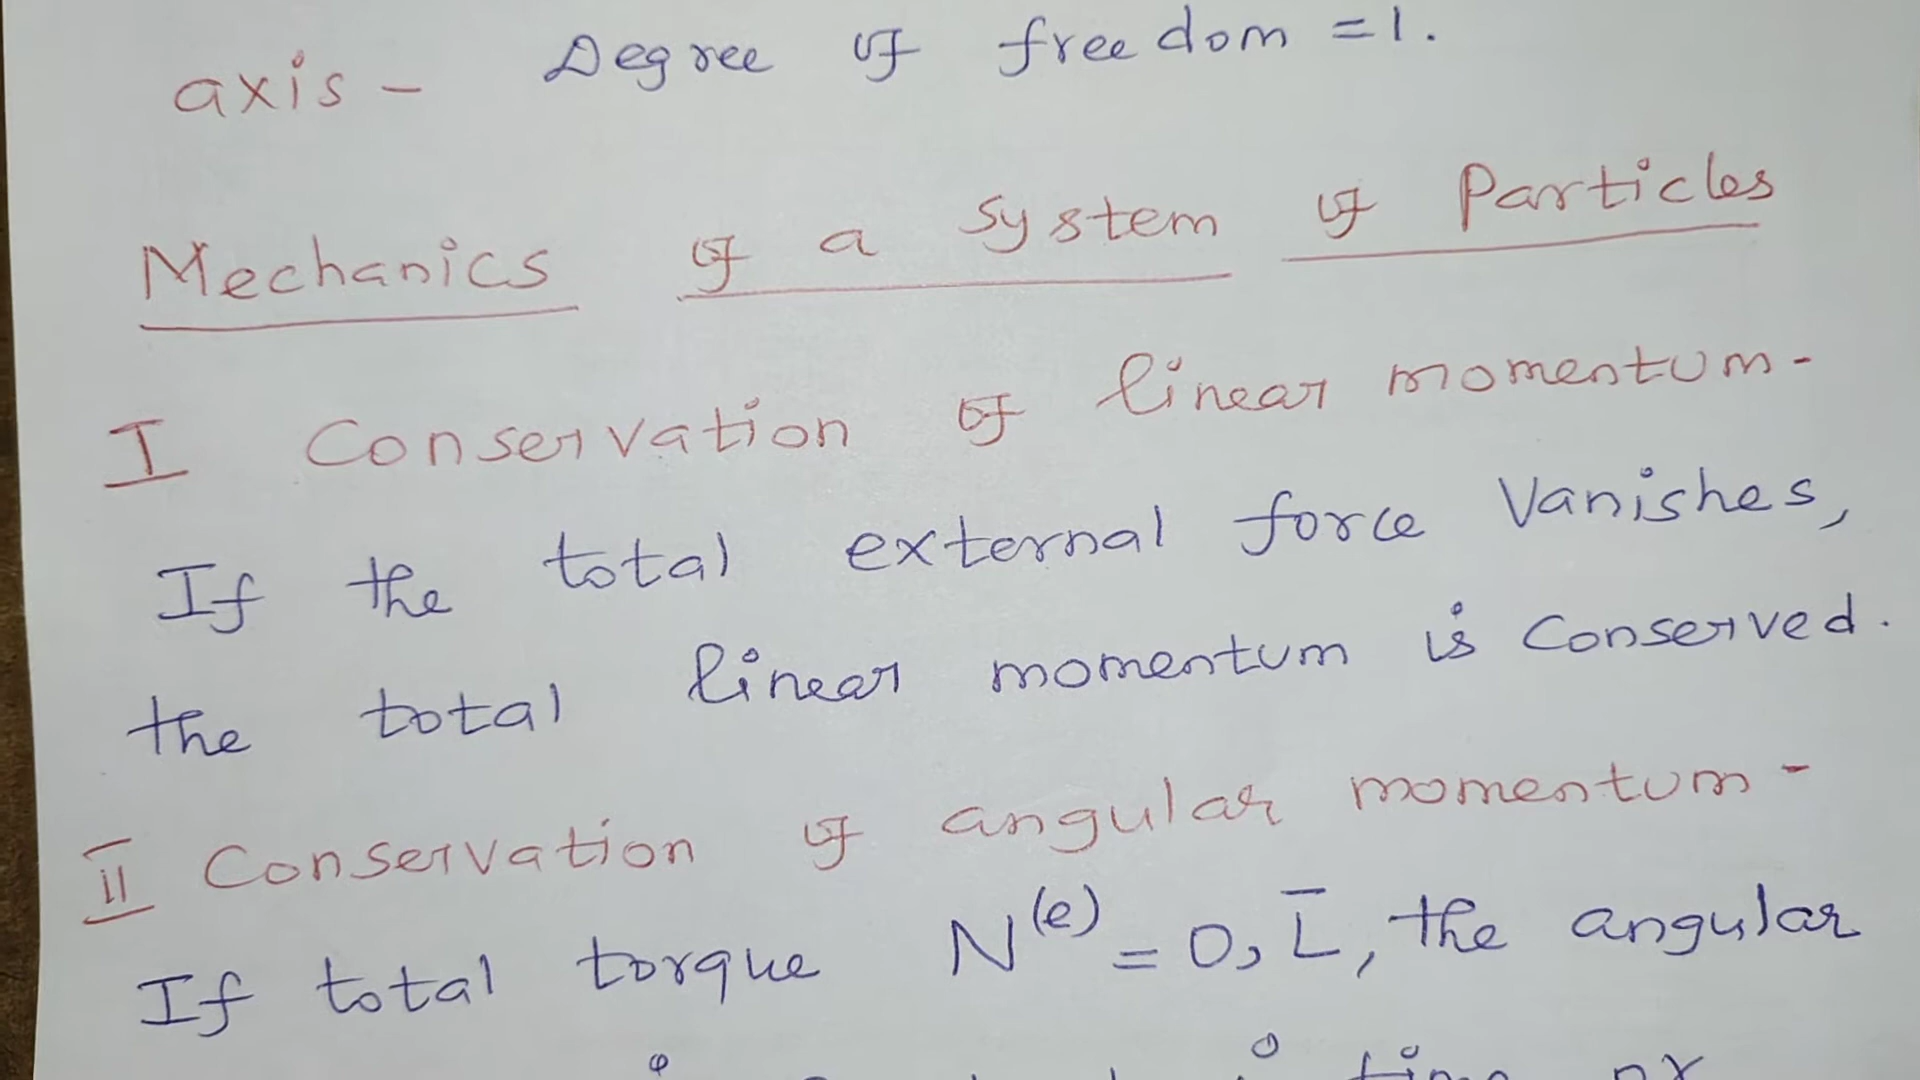 axis - Degree of freedom = 1.
Mechanics of a system of Particles
I Conservation of linear momentum -
If the total external force Vanishes,
the total linear momentum is Conserved.
II Conservation of angular momentum -
If total torque N^(e) = 0, L̄, the angular